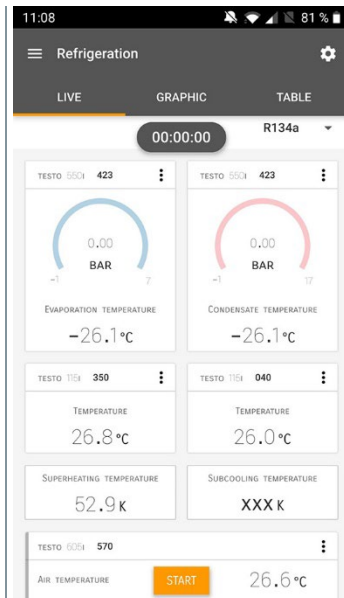 11:08 81 %
Refrigeration
LIVE GRAPHIC TABLE
00:00:00 R134a
TESTO 550i 423 TESTO 550i 423
0.00 0.00
BAR BAR
-1 7 -1 17
EVAPORATION TEMPERATURE CONDENSATE TEMPERATURE
-26.1°C -26.1°C
TESTO 115i 350 TESTO 115i 040
TEMPERATURE TEMPERATURE
26.8°C 26.0°C
SUPERHEATING TEMPERATURE SUBCOOLING TEMPERATURE
52.9 K XXX K
TESTO 605i 570
AIR TEMPERATURE START 26.6°C